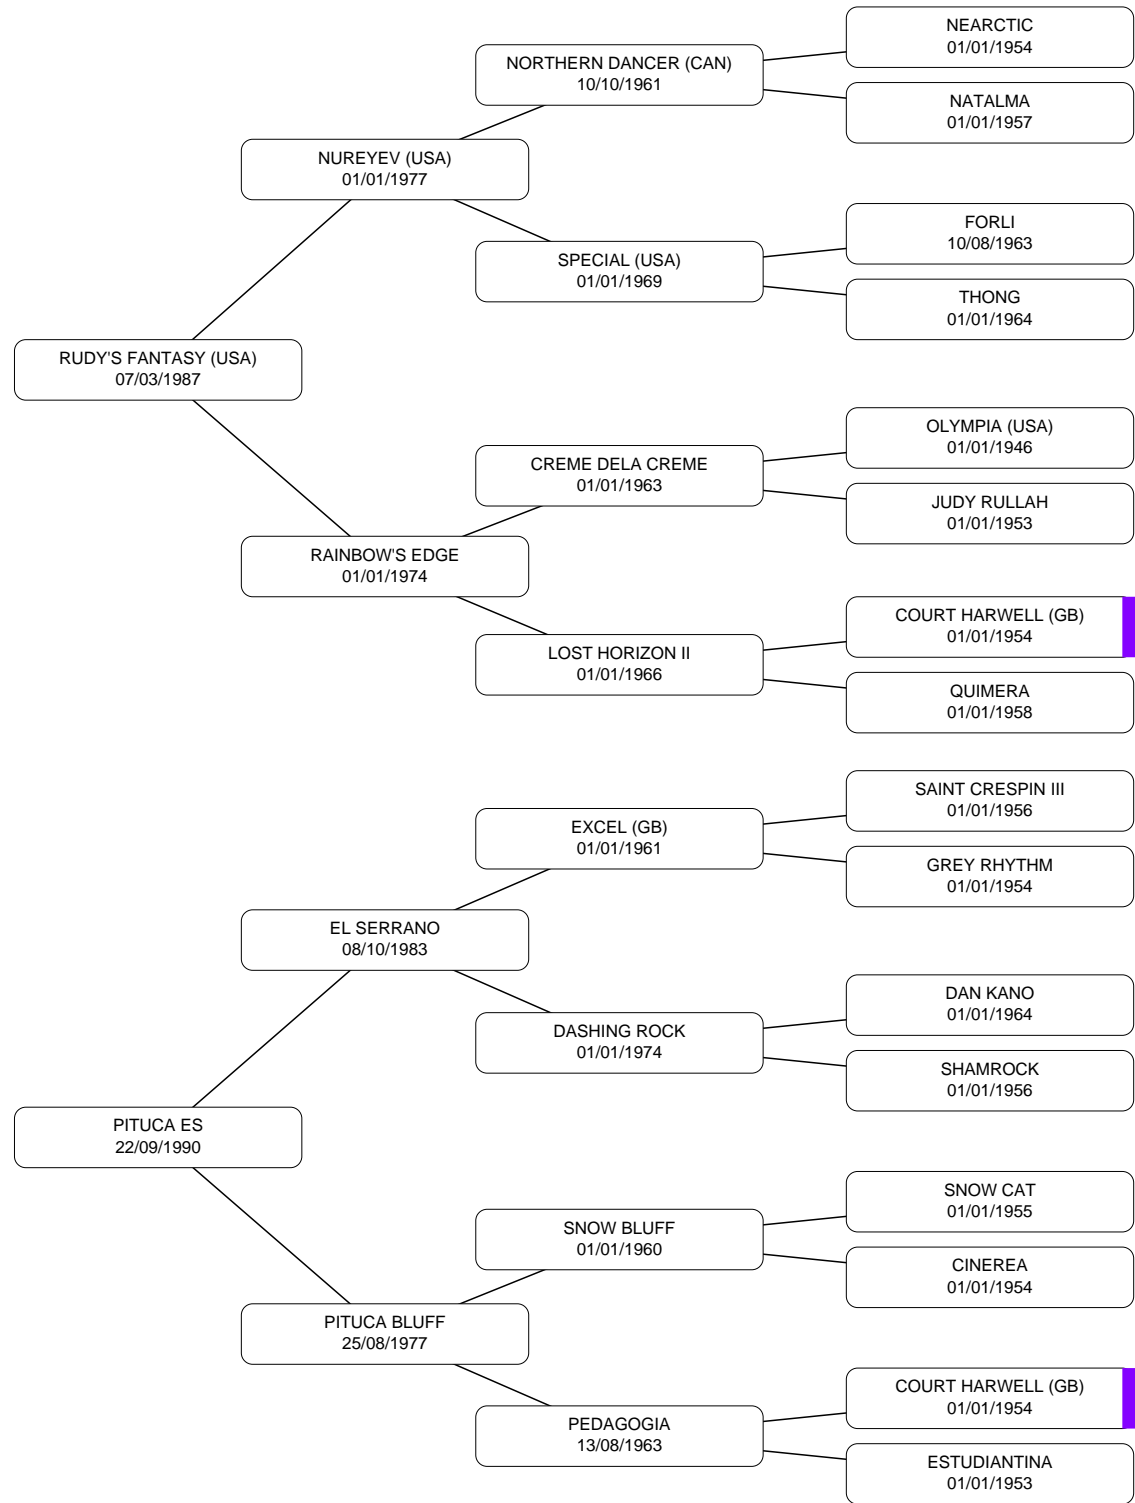 NEARCTIC
01/01/1954
NORTHERN DANCER (CAN)
10/10/1961
NATALMA
01/01/1957
NUREYEV (USA)
01/01/1977
FORLI
10/08/1963
SPECIAL (USA)
01/01/1969
THONG
01/01/1964
RUDY'S FANTASY (USA)
07/03/1987
OLYMPIA (USA)
01/01/1946
CREME DELA CREME
01/01/1963
JUDY RULLAH
01/01/1953
RAINBOW'S EDGE
01/01/1974
COURT HARWELL (GB)
01/01/1954
LOST HORIZON II
01/01/1966
QUIMERA
01/01/1958
SAINT CRESPIN III
01/01/1956
EXCEL (GB)
01/01/1961
GREY RHYTHM
01/01/1954
EL SERRANO
08/10/1983
DAN KANO
01/01/1964
DASHING ROCK
01/01/1974
SHAMROCK
01/01/1956
PITUCA ES
22/09/1990
SNOW CAT
01/01/1955
SNOW BLUFF
01/01/1960
CINEREA
01/01/1954
PITUCA BLUFF
25/08/1977
COURT HARWELL (GB)
01/01/1954
PEDAGOGIA
13/08/1963
ESTUDIANTINA
01/01/1953